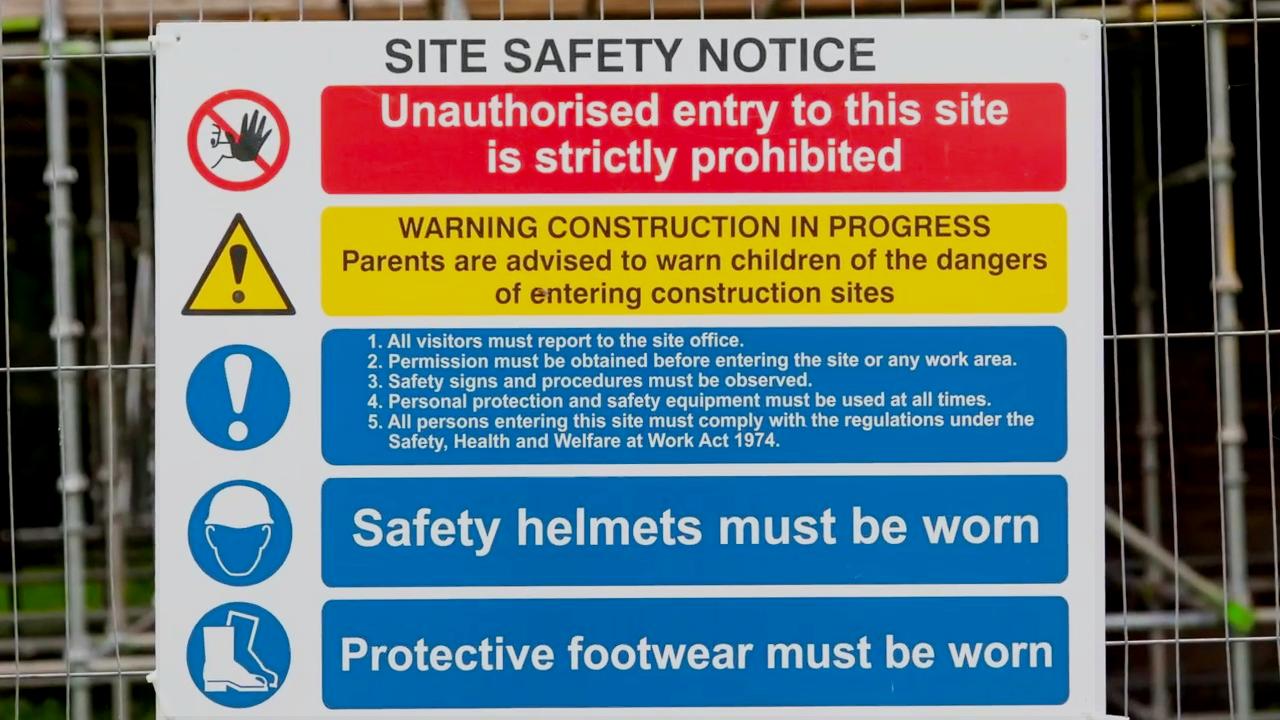 SITE SAFETY NOTICE
Unauthorised entry to this site
is strictly prohibited
WARNING CONSTRUCTION IN PROGRESS
Parents are advised to warn children of the dangers
of entering construction sites
1. All visitors must report to the site office.
2. Permission must be obtained before entering the site or any work area.
3. Safety signs and procedures must be observed.
4. Personal protection and safety equipment must be used at all times.
5. All persons entering this site must comply with the regulations under the
Safety, Health and Welfare at Work Act 1974.
Safety helmets must be worn
Protective footwear must be worn